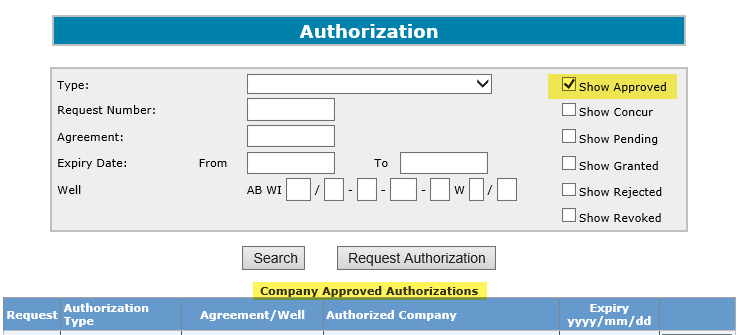 Authorization
Type:
Show Approved
Request Number:
Show Concur
Agreement:
Show Pending
Expiry Date: From To
Show Granted
Well AB WI / - - - W /
Show Rejected
Show Revoked
Search Request Authorization
Company Approved Authorizations
Request Authorization Type Agreement/Well Authorized Company Expiry yyyy/mm/dd